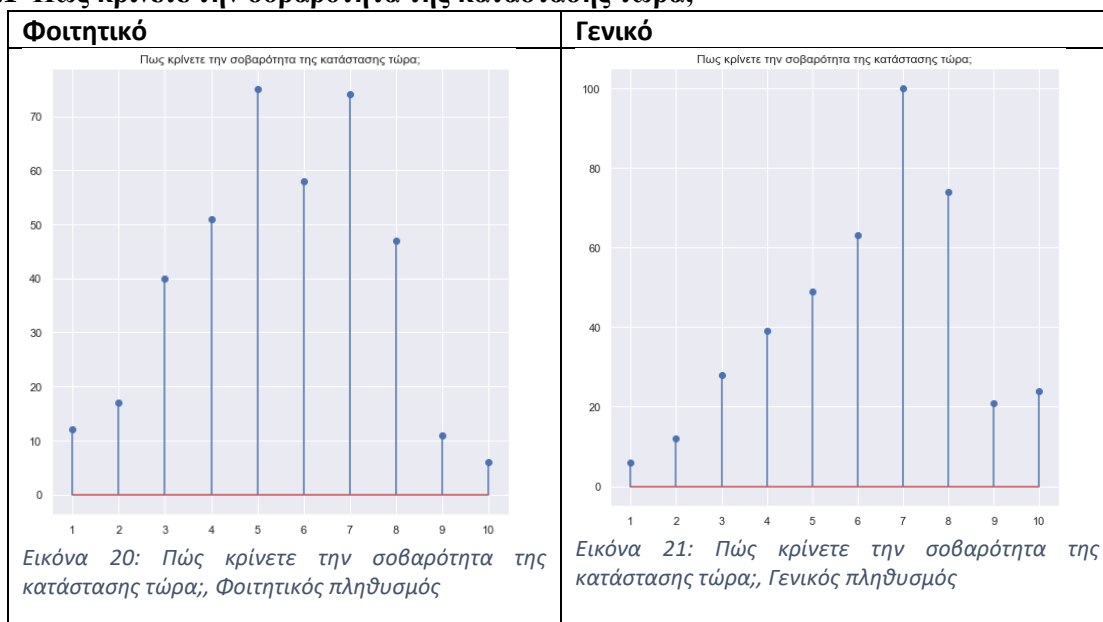 Φοιτητικό
Γενικό
Πως κρίνετε την σοβαρότητα της κατάστασης τώρα;
70
60
50
40
30
20
10
0
1 2 3 4 5 6 7 8 9 10
Εικόνα 20: Πώς κρίνετε την σοβαρότητα της
κατάστασης τώρα;, Φοιτητικός πληθυσμός
Πως κρίνετε την σοβαρότητα της κατάστασης τώρα;
100
80
60
40
20
0
1 2 3 4 5 6 7 8 9 10
Εικόνα 21: Πώς κρίνετε την σοβαρότητα της
κατάστασης τώρα;, Γενικός πληθυσμός